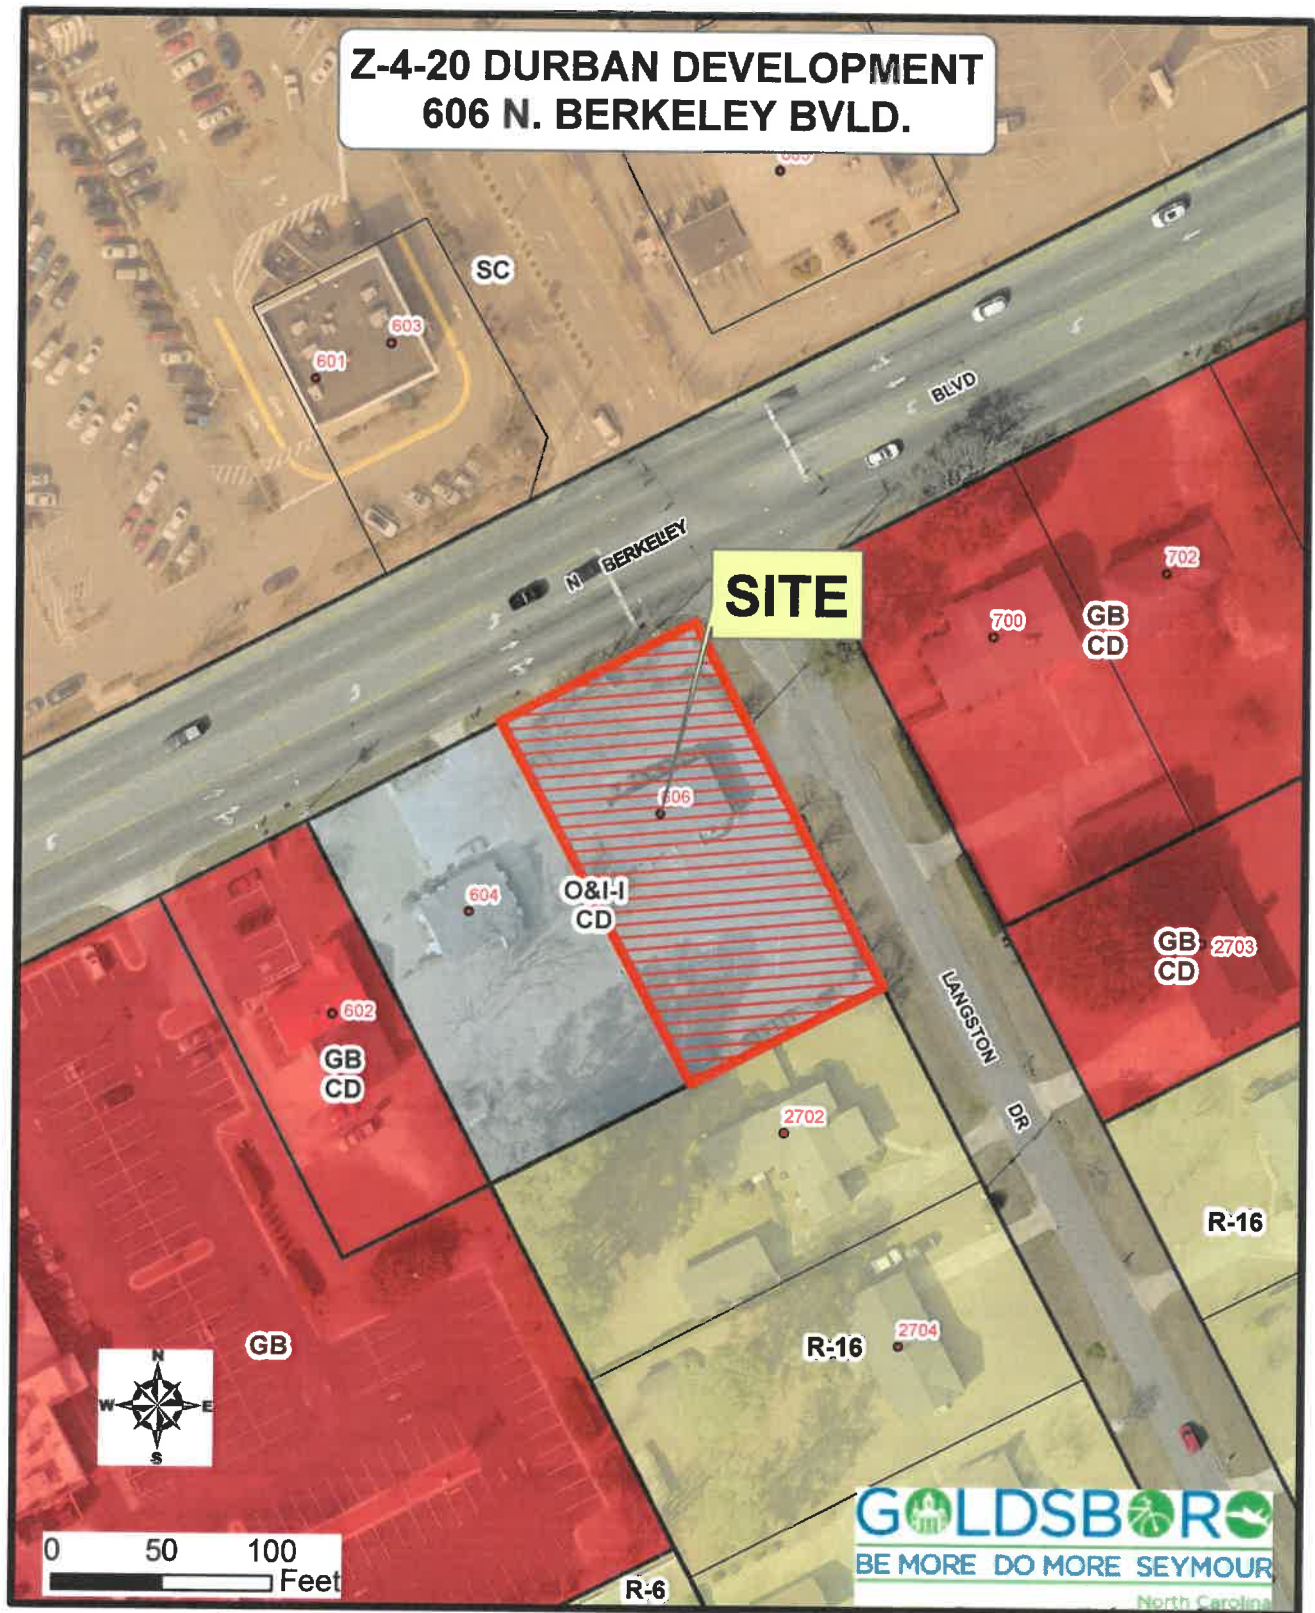 Z-4-20 DURBAN DEVELOPMENT
606 N. BERKELEY BVLD.
SC
603
601
BLVD
N BERKELEY
SITE
702
700
GB
CD
606
604
O&I-I
CD
GB
CD
2703
602
GB
CD
LANGSTON
DR
2702
R-16
2704
R-16
GB
N
W E
S
GOLDSBORO
BE MORE DO MORE SEYMOUR
North Carolina
0 50 100
Feet
R-6